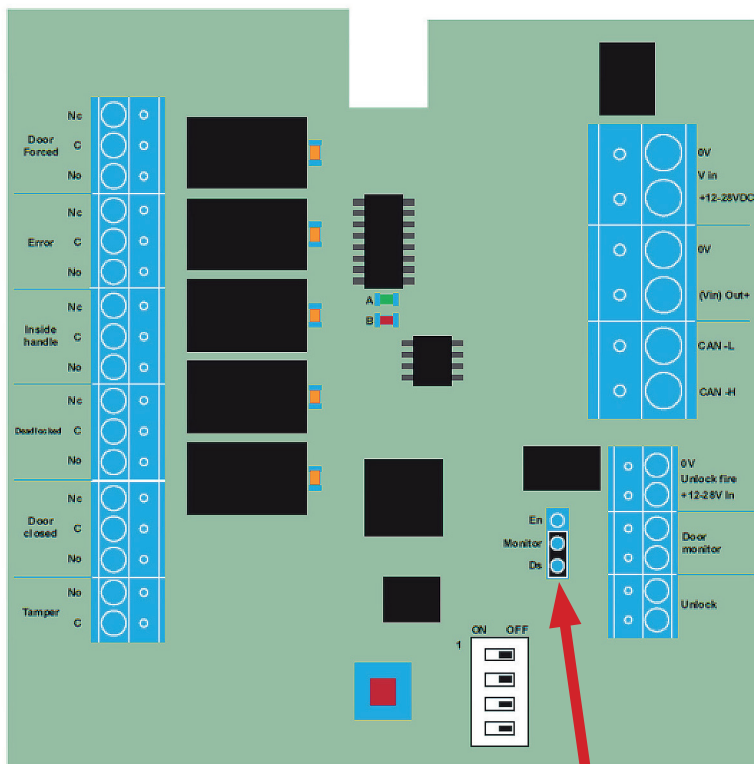 Nc
Door
Forced
C
No
Nc
Error
C
No
Nc
Inside
handle
C
No
Nc
Deadlocked
C
No
Nc
Door
closed
C
No
No
Tamper
C
A
B
0V
V in
+12-28VDC
0V
(Vin) Out+
CAN -L
CAN -H
0V
Unlock fire
+12-28V In
En
Monitor
Ds
Door
monitor
Unlock
ON OFF
1